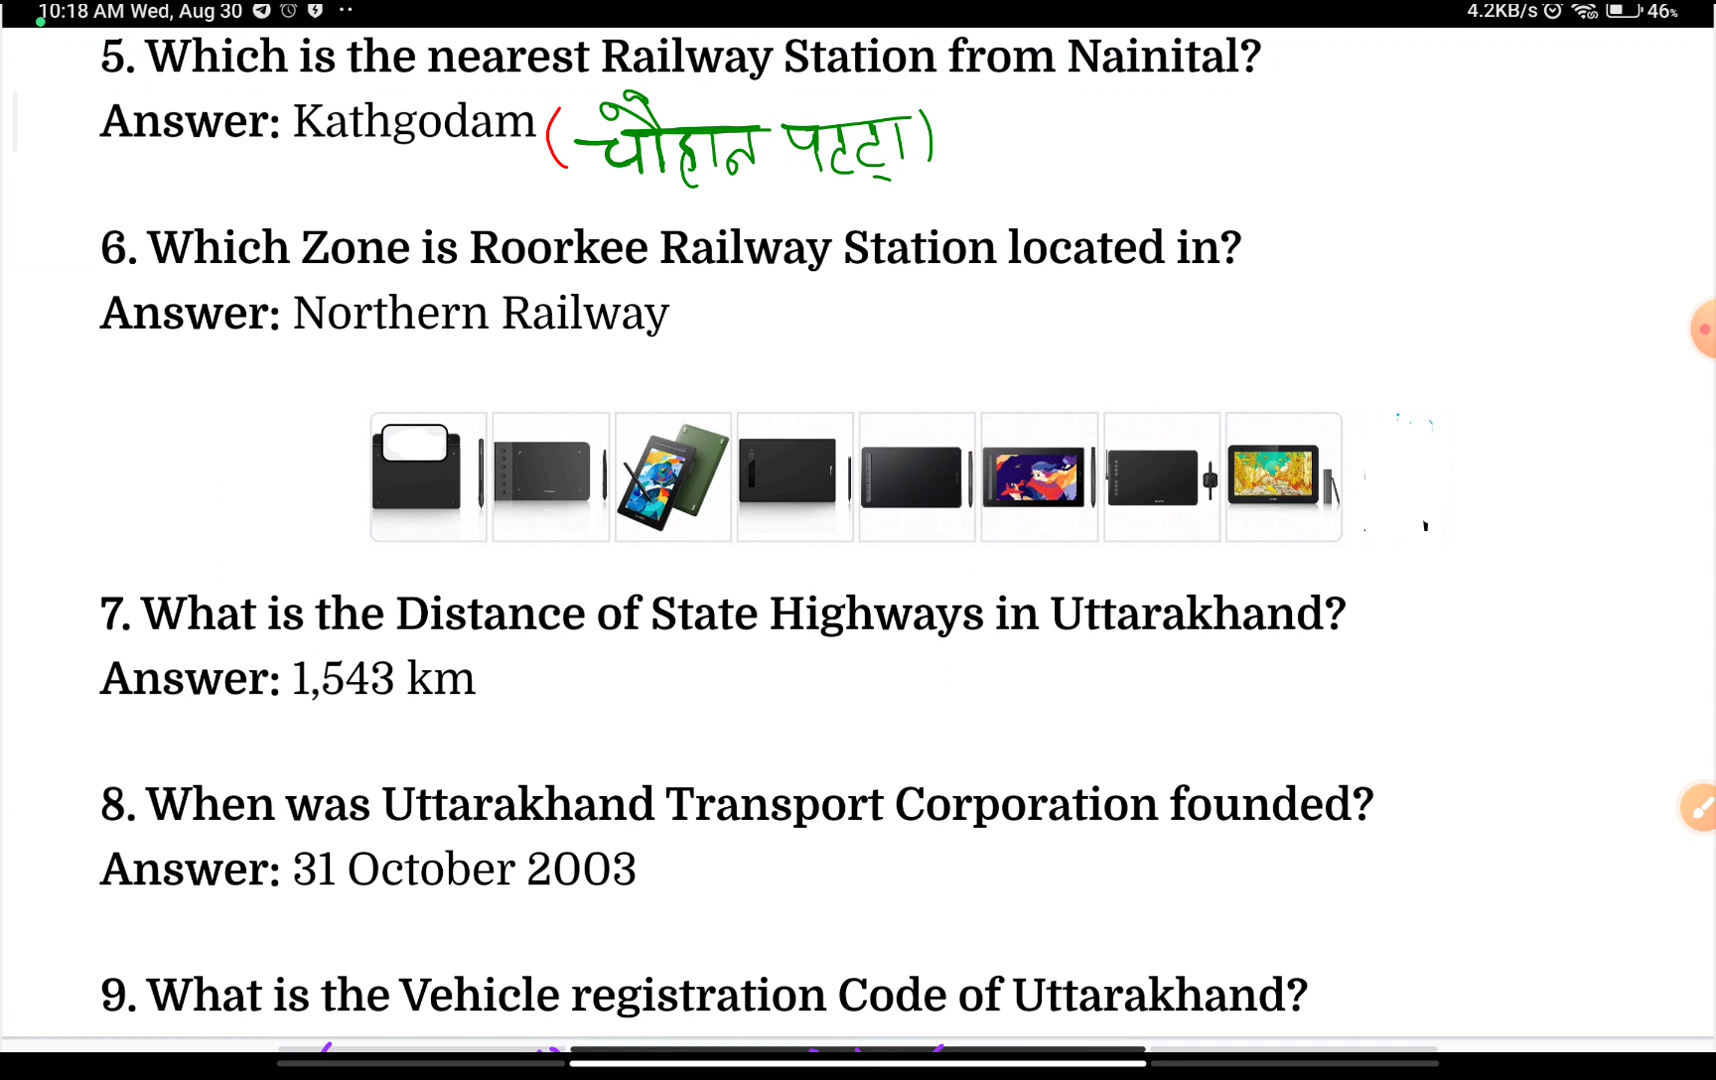 10:18 AM Wed, Aug 30
4.2KB/s 46%
5. Which is the nearest Railway Station from Nainital?
Answer: Kathgodam (चौहान पट्टा)
6. Which Zone is Roorkee Railway Station located in?
Answer: Northern Railway
7. What is the Distance of State Highways in Uttarakhand?
Answer: 1,543 km
8. When was Uttarakhand Transport Corporation founded?
Answer: 31 October 2003
9. What is the Vehicle registration Code of Uttarakhand?